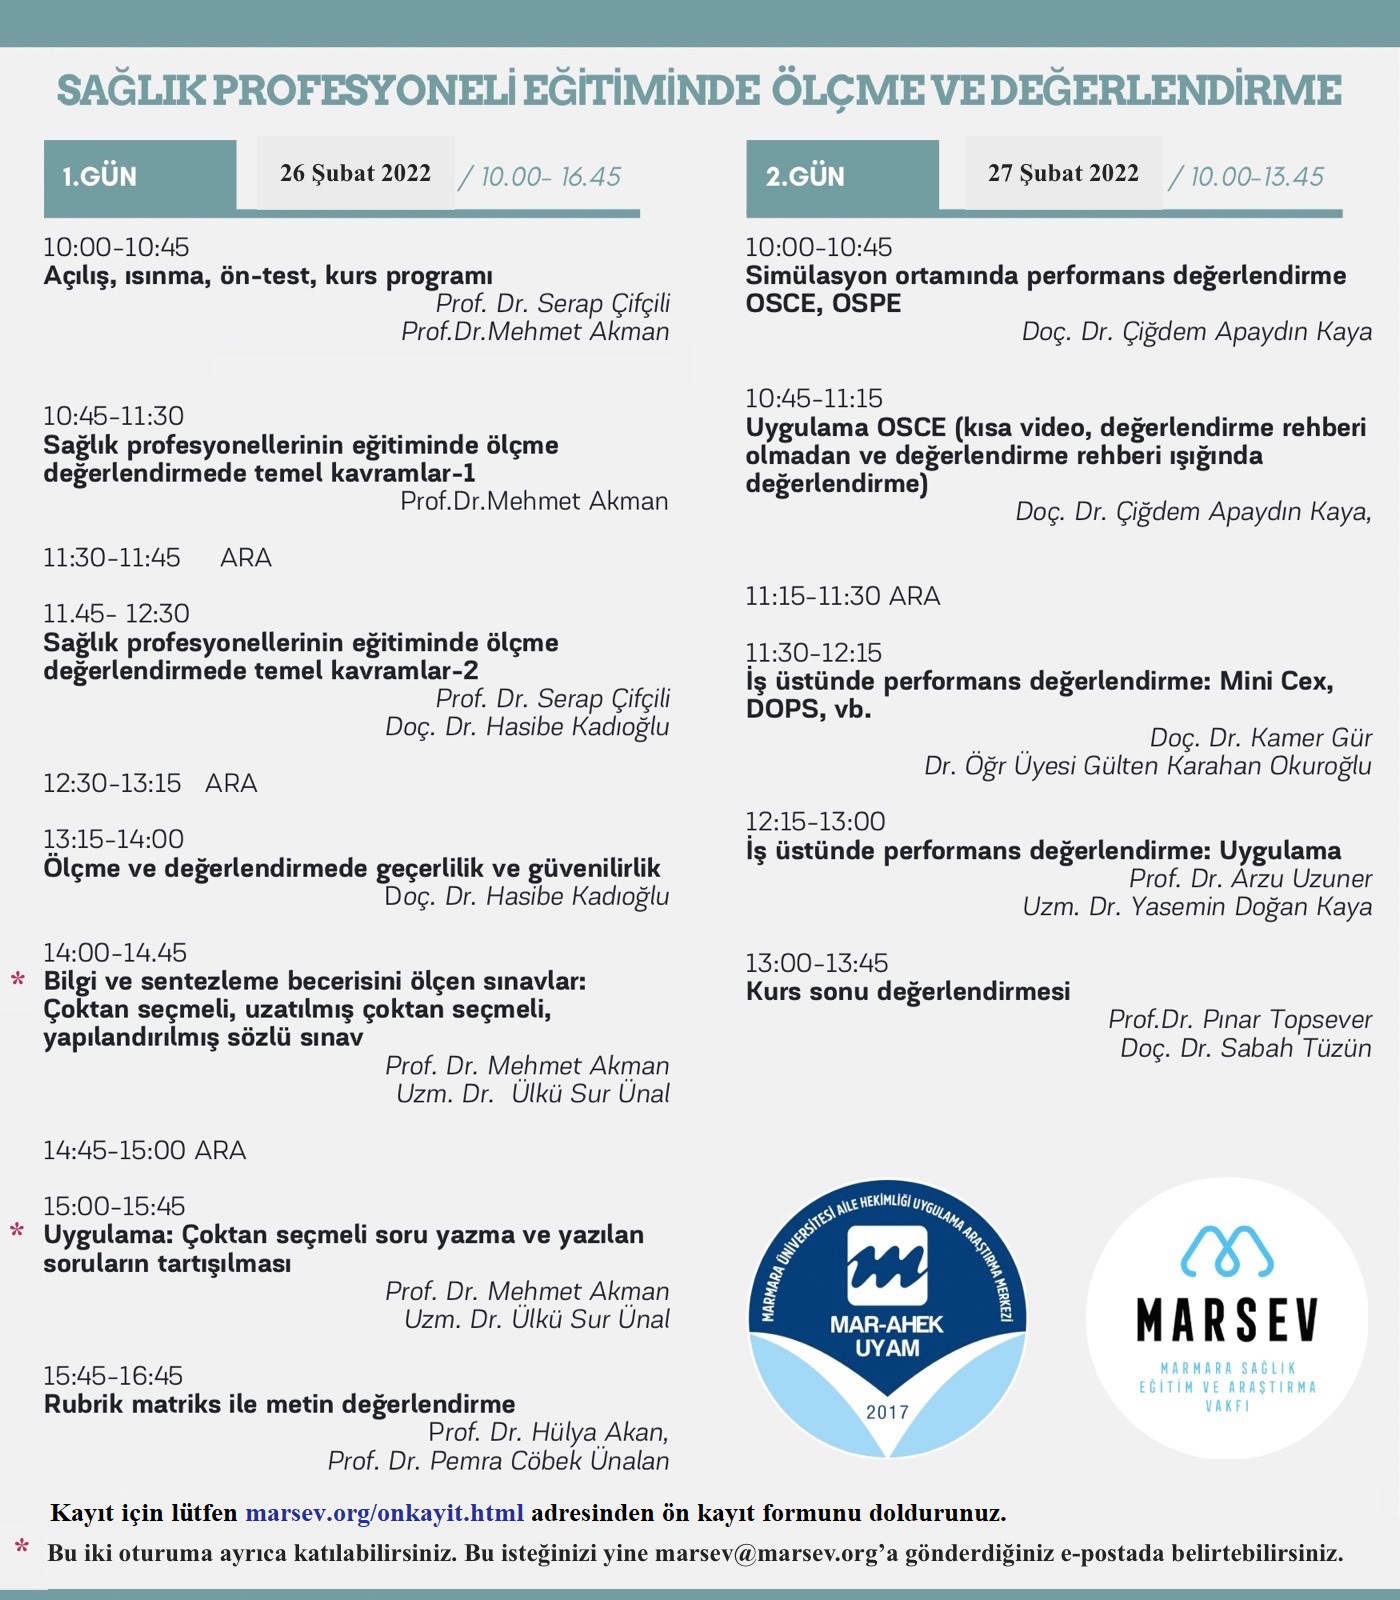 SAĞLIK PROFESYONELİ EĞİTİMİNDE ÖLÇME VE DEĞERLENDİRME
1.GÜN 26 Şubat 2022 / 10.00- 16.45
10:00-10:45
Açılış, ısınma, ön-test, kurs programı
Prof. Dr. Serap Çifçili
Prof.Dr.Mehmet Akman
10:45-11:30
Sağlık profesyonellerinin eğitiminde ölçme
değerlendirmede temel kavramlar-1
Prof.Dr.Mehmet Akman
11:30-11:45 ARA
11.45- 12:30
Sağlık profesyonellerinin eğitiminde ölçme
değerlendirmede temel kavramlar-2
Prof. Dr. Serap Çifçili
Doç. Dr. Hasibe Kadıoğlu
12:30-13:15 ARA
13:15-14:00
Ölçme ve değerlendirmede geçerlilik ve güvenilirlik
Doç. Dr. Hasibe Kadıoğlu
14:00-14.45
* Bilgi ve sentezleme becerisini ölçen sınavlar:
Çoktan seçmeli, uzatılmış çoktan seçmeli,
yapılandırılmış sözlü sınav
Prof. Dr. Mehmet Akman
Uzm. Dr. Ülkü Sur Ünal
14:45-15:00 ARA
15:00-15:45
* Uygulama: Çoktan seçmeli soru yazma ve yazılan
soruların tartışılması
Prof. Dr. Mehmet Akman
Uzm. Dr. Ülkü Sur Ünal
15:45-16:45
Rubrik matriks ile metin değerlendirme
Prof. Dr. Hülya Akan,
Prof. Dr. Pemra Cöbek Ünalan
2.GÜN 27 Şubat 2022 / 10.00-13.45
10:00-10:45
Simülasyon ortamında performans değerlendirme
OSCE, OSPE
Doç. Dr. Çiğdem Apaydın Kaya
10:45-11:15
Uygulama OSCE (kısa video, değerlendirme rehberi
olmadan ve değerlendirme rehberi ışığında
değerlendirme)
Doç. Dr. Çiğdem Apaydın Kaya,
11:15-11:30 ARA
11:30-12:15
İş üstünde performans değerlendirme: Mini Cex,
DOPS, vb.
Doç. Dr. Kamer Gür
Dr. Öğr Üyesi Gülten Karahan Okuroğlu
12:15-13:00
İş üstünde performans değerlendirme: Uygulama
Prof. Dr. Arzu Uzuner
Uzm. Dr. Yasemin Doğan Kaya
13:00-13:45
Kurs sonu değerlendirmesi
Prof.Dr. Pınar Topsever
Doç. Dr. Sabah Tüzün
MARMARA ÜNİVERSİTESİ AİLE HEKİMLİĞİ UYGULAMA ARAŞTIRMA MERKEZİ
MAR-AHEK
UYAM
2017
MARSEV
MARMARA SAĞLIK
EĞİTİM VE ARAŞTIRMA
VAKFI
Kayıt için lütfen marsev.org/onkayit.html adresinden ön kayıt formunu doldurunuz.
* Bu iki oturuma ayrıca katılabilirsiniz. Bu isteğinizi yine marsev@marsev.org’a gönderdiğiniz e-postada belirtebilirsiniz.